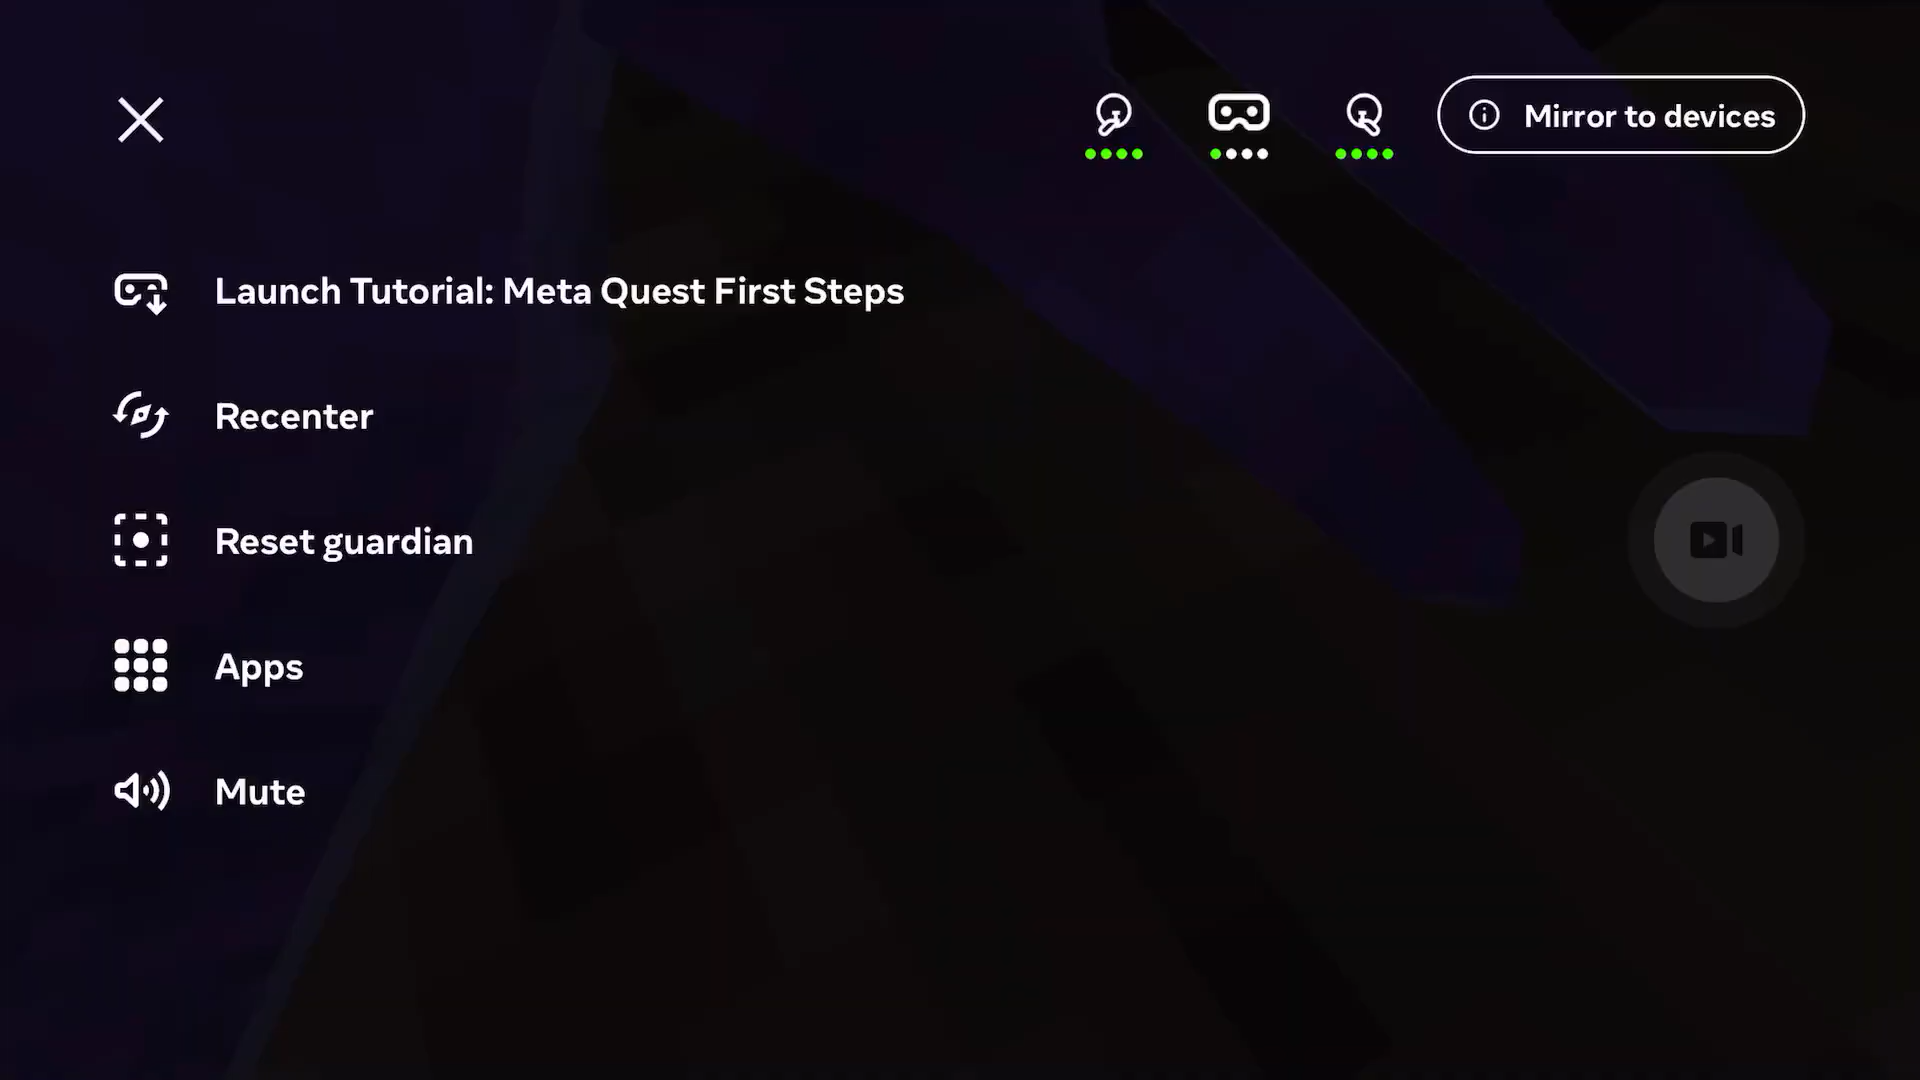 Mirror to devices
Launch Tutorial: Meta Quest First Steps
Recenter
Reset guardian
Apps
Mute